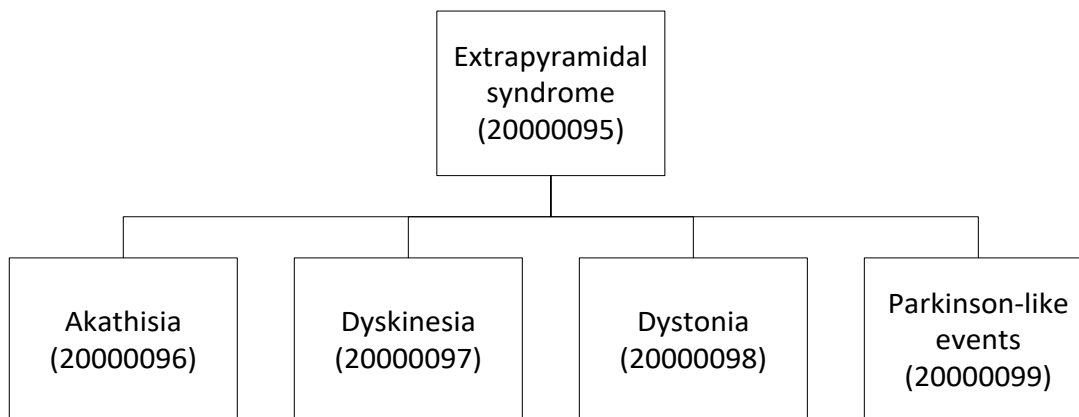 Extrapyramidal
syndrome
(20000095)
Akathisia
(20000096)
Dyskinesia
(20000097)
Dystonia
(20000098)
Parkinson-like
events
(20000099)